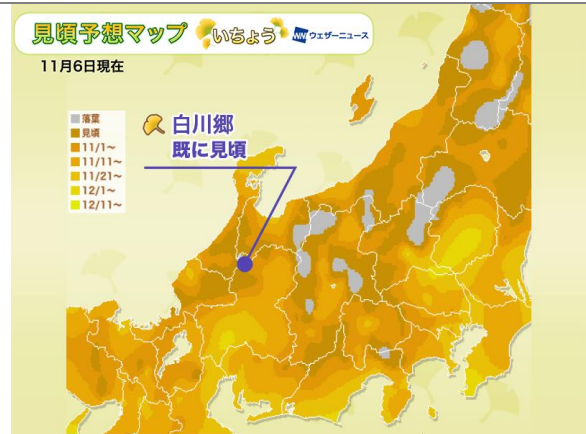 見頃予想マップ いちょう WNI ウェザーニュース
11月6日現在
落葉
見頃
11/1〜
11/11〜
11/21〜
12/1〜
12/11〜
白川郷
既に見頃